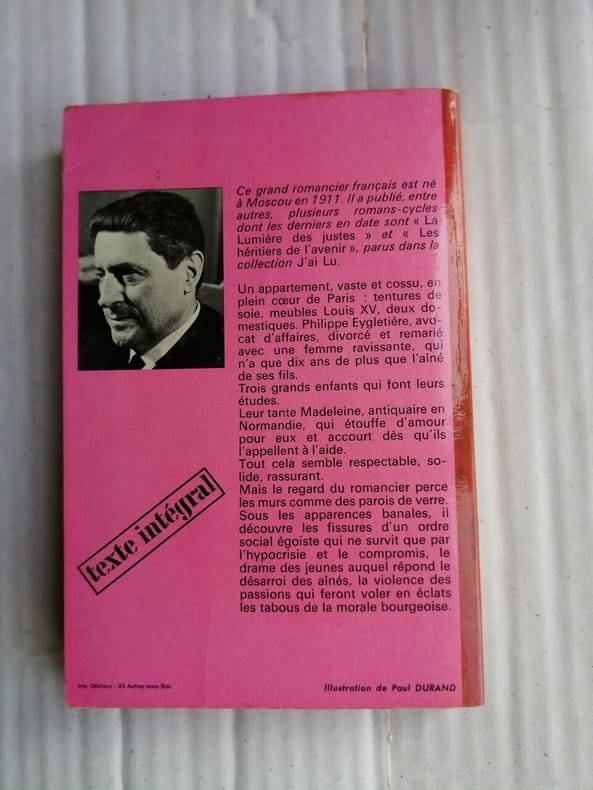 Ce grand romancier français est né
à Moscou en 1911. Il a publié, entre
autres, plusieurs romans-cycles
dont les derniers en date sont « La
Lumière des justes » et « Les
héritiers de l'avenir », parus dans la
collection J'ai Lu.
Un appartement, vaste et cossu, en
plein cœur de Paris : tentures de
soie, meubles Louis XV, deux do-
mestiques. Philippe Eygletière, avo-
cat d'affaires, divorcé et remarié
avec une femme ravissante, qui
n'a que dix ans de plus que l'aîné
de ses fils.
Trois grands enfants qui font leurs
études.
Leur tante Madeleine, antiquaire en
Normandie, qui étouffe d'amour
pour eux et accourt dès qu'ils
l'appellent à l'aide.
Tout cela semble respectable, so-
lide, rassurant.
Mais le regard du romancier perce
les murs comme des parois de verre.
Sous les apparences banales, il
découvre les fissures d'un ordre
social égoïste qui ne survit que par
l'hypocrisie et le compromis, le
drame des jeunes auquel répond le
désarroi des aînés, la violence des
passions qui feront voler en éclats
les tabous de la morale bourgeoise.
texte intégral
Imp. Déchaux - 93 Aulnay-sous-Bois
Illustration de Paul DURAND